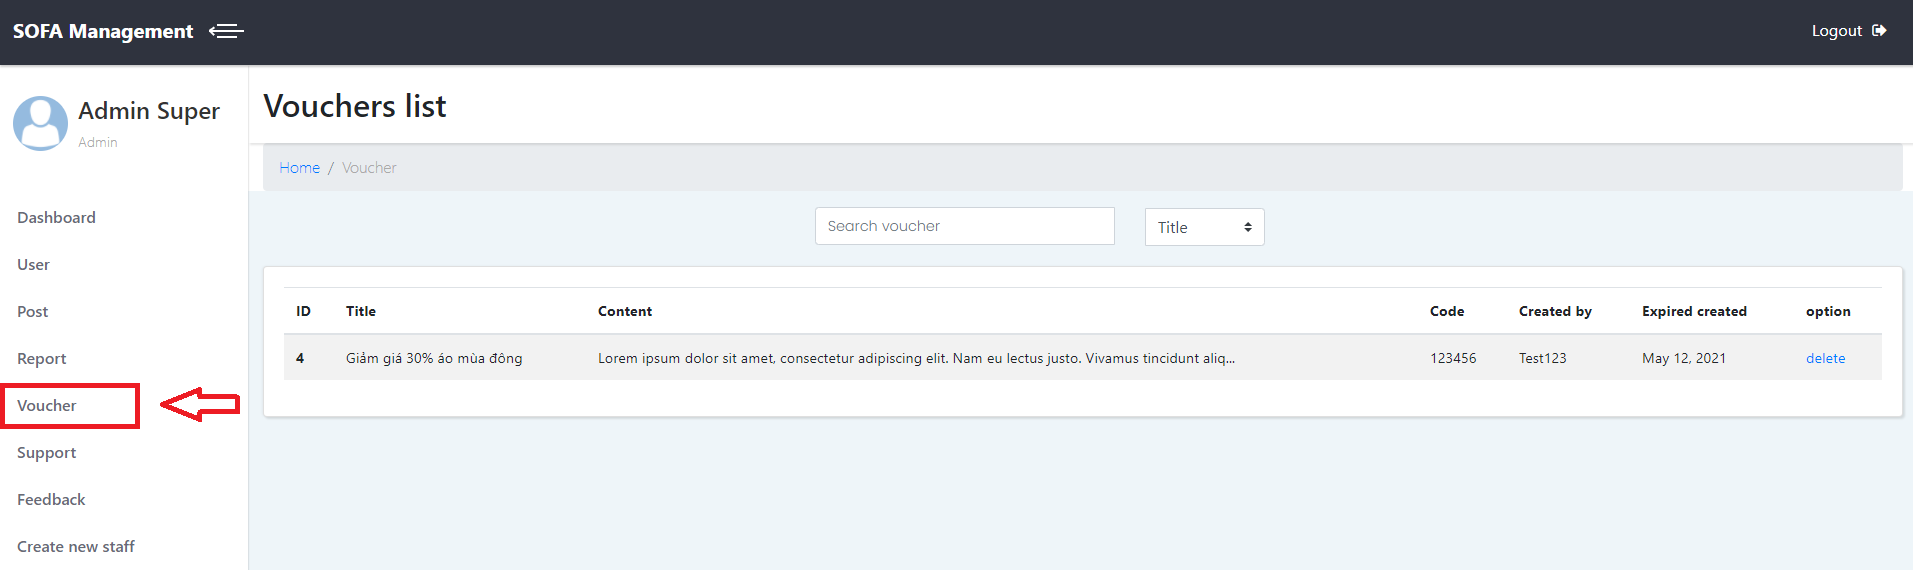 SOFA Management
Logout
Admin Super
Admin
Dashboard
User
Post
Report
Voucher
Support
Feedback
Create new staff
Vouchers list
Home / Voucher
Search voucher
Title
ID Title Content Code Created by Expired created option
4 Giảm giá 30% áo mùa đông Lorem ipsum dolor sit amet, consectetur adipiscing elit. Nam eu lectus justo. Vivamus tincidunt aliq... 123456 Test123 May 12, 2021 delete